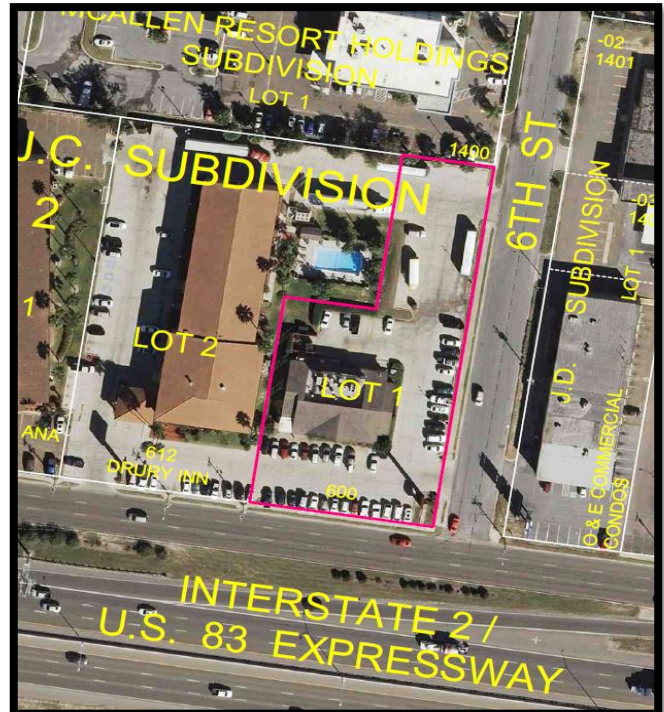 MCALLEN RESORT HOLDINGS
SUBDIVISION
LOT 1
-02
1401
J.C. SUBDIVISION
1400
6TH ST
2
1
SUBDIVISION
LOT 1
-03
LOT 2
LOT 1
J.D.
ANA
612
DRURY INN
600
O & E COMMERCIAL
CONDOS
INTERSTATE 2 /
U.S. 83 EXPRESSWAY